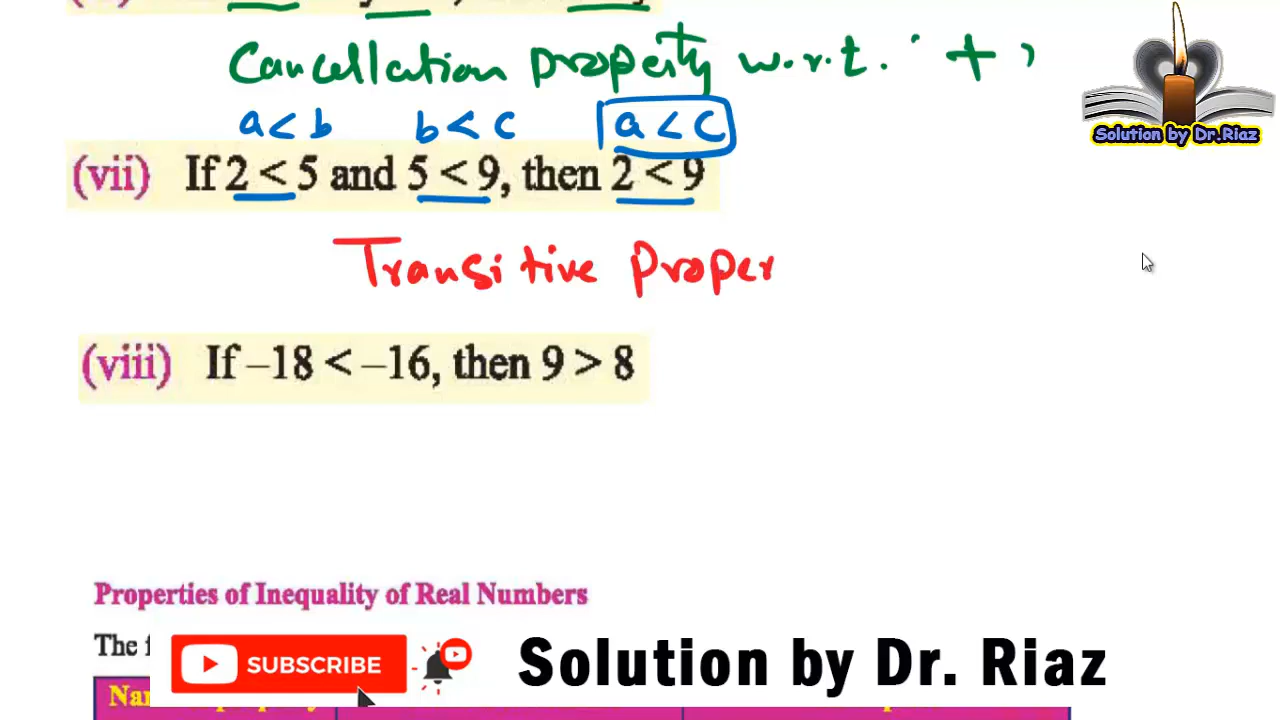 Cancellation property w.r.t. '+'
a < b b < c a < c
Solution by Dr.Riaz
(vii) If 2 < 5 and 5 < 9, then 2 < 9
Transitive Proper
(viii) If –18 < –16, then 9 > 8
Properties of Inequality of Real Numbers
The
SUBSCRIBE
Solution by Dr. Riaz